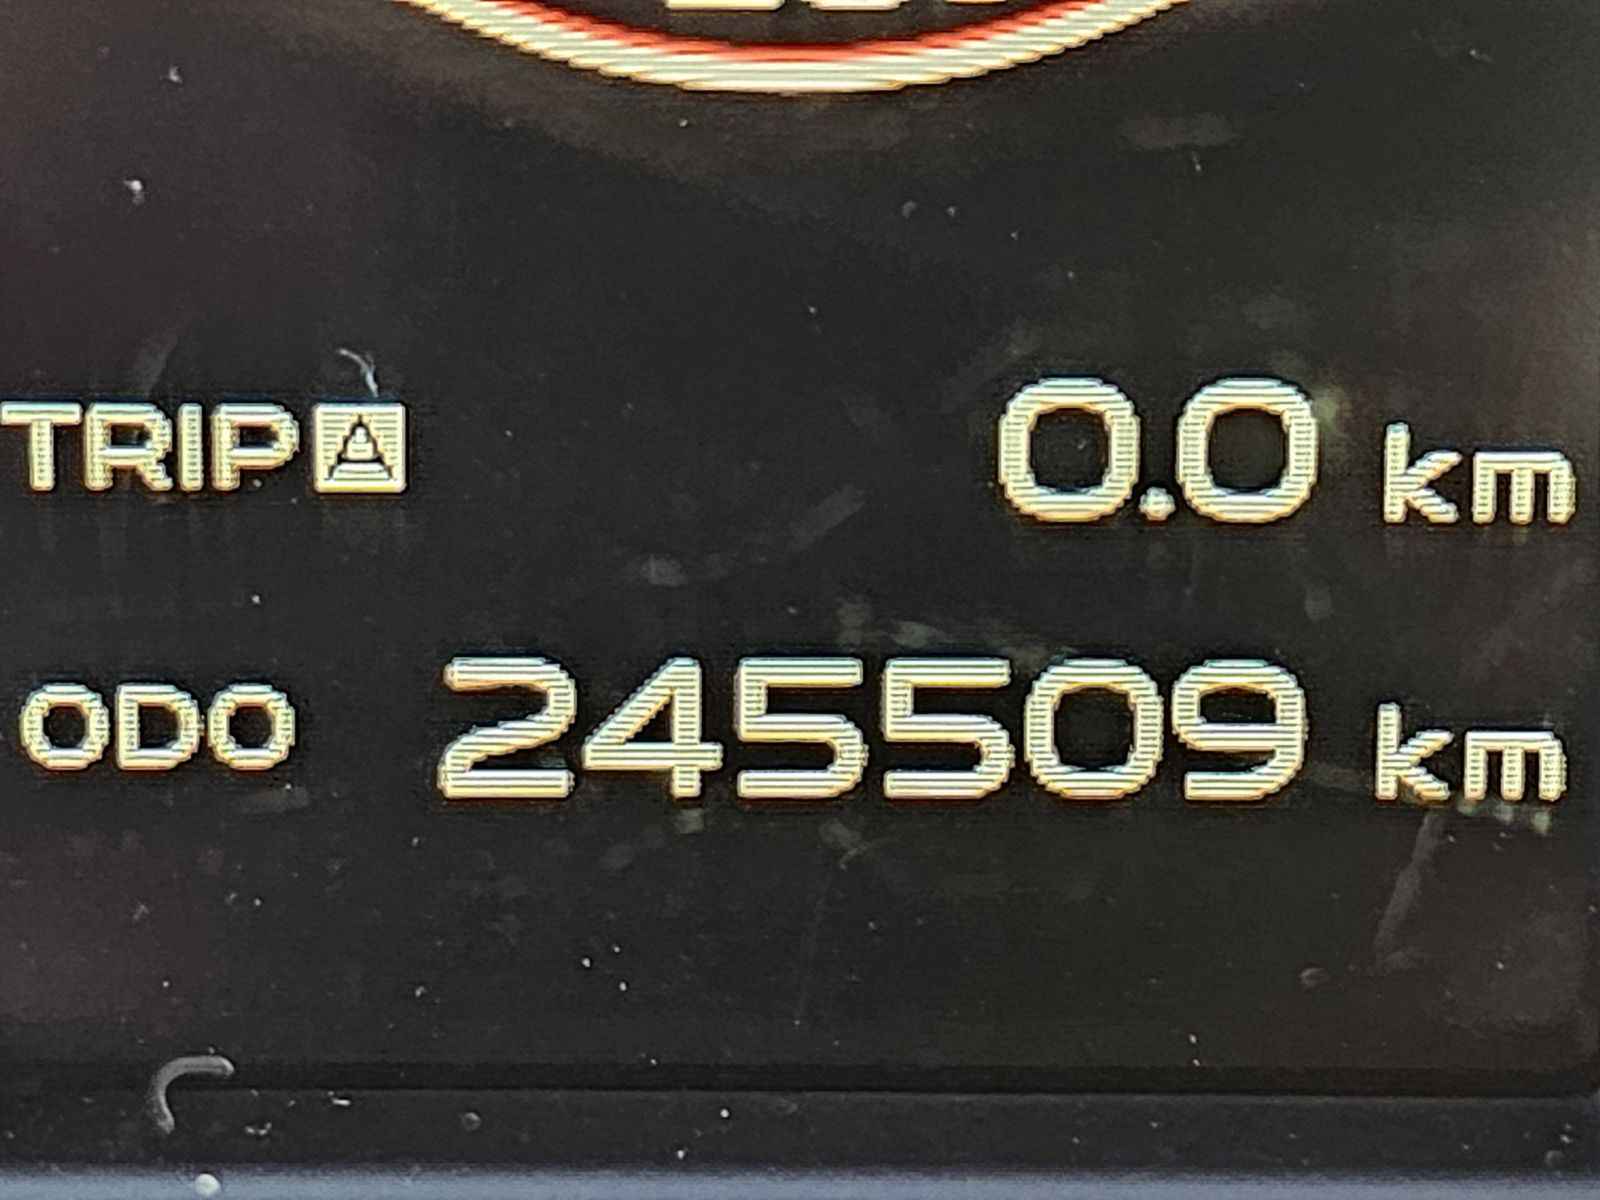 TRIP A 0.0 km
ODO 245509 km